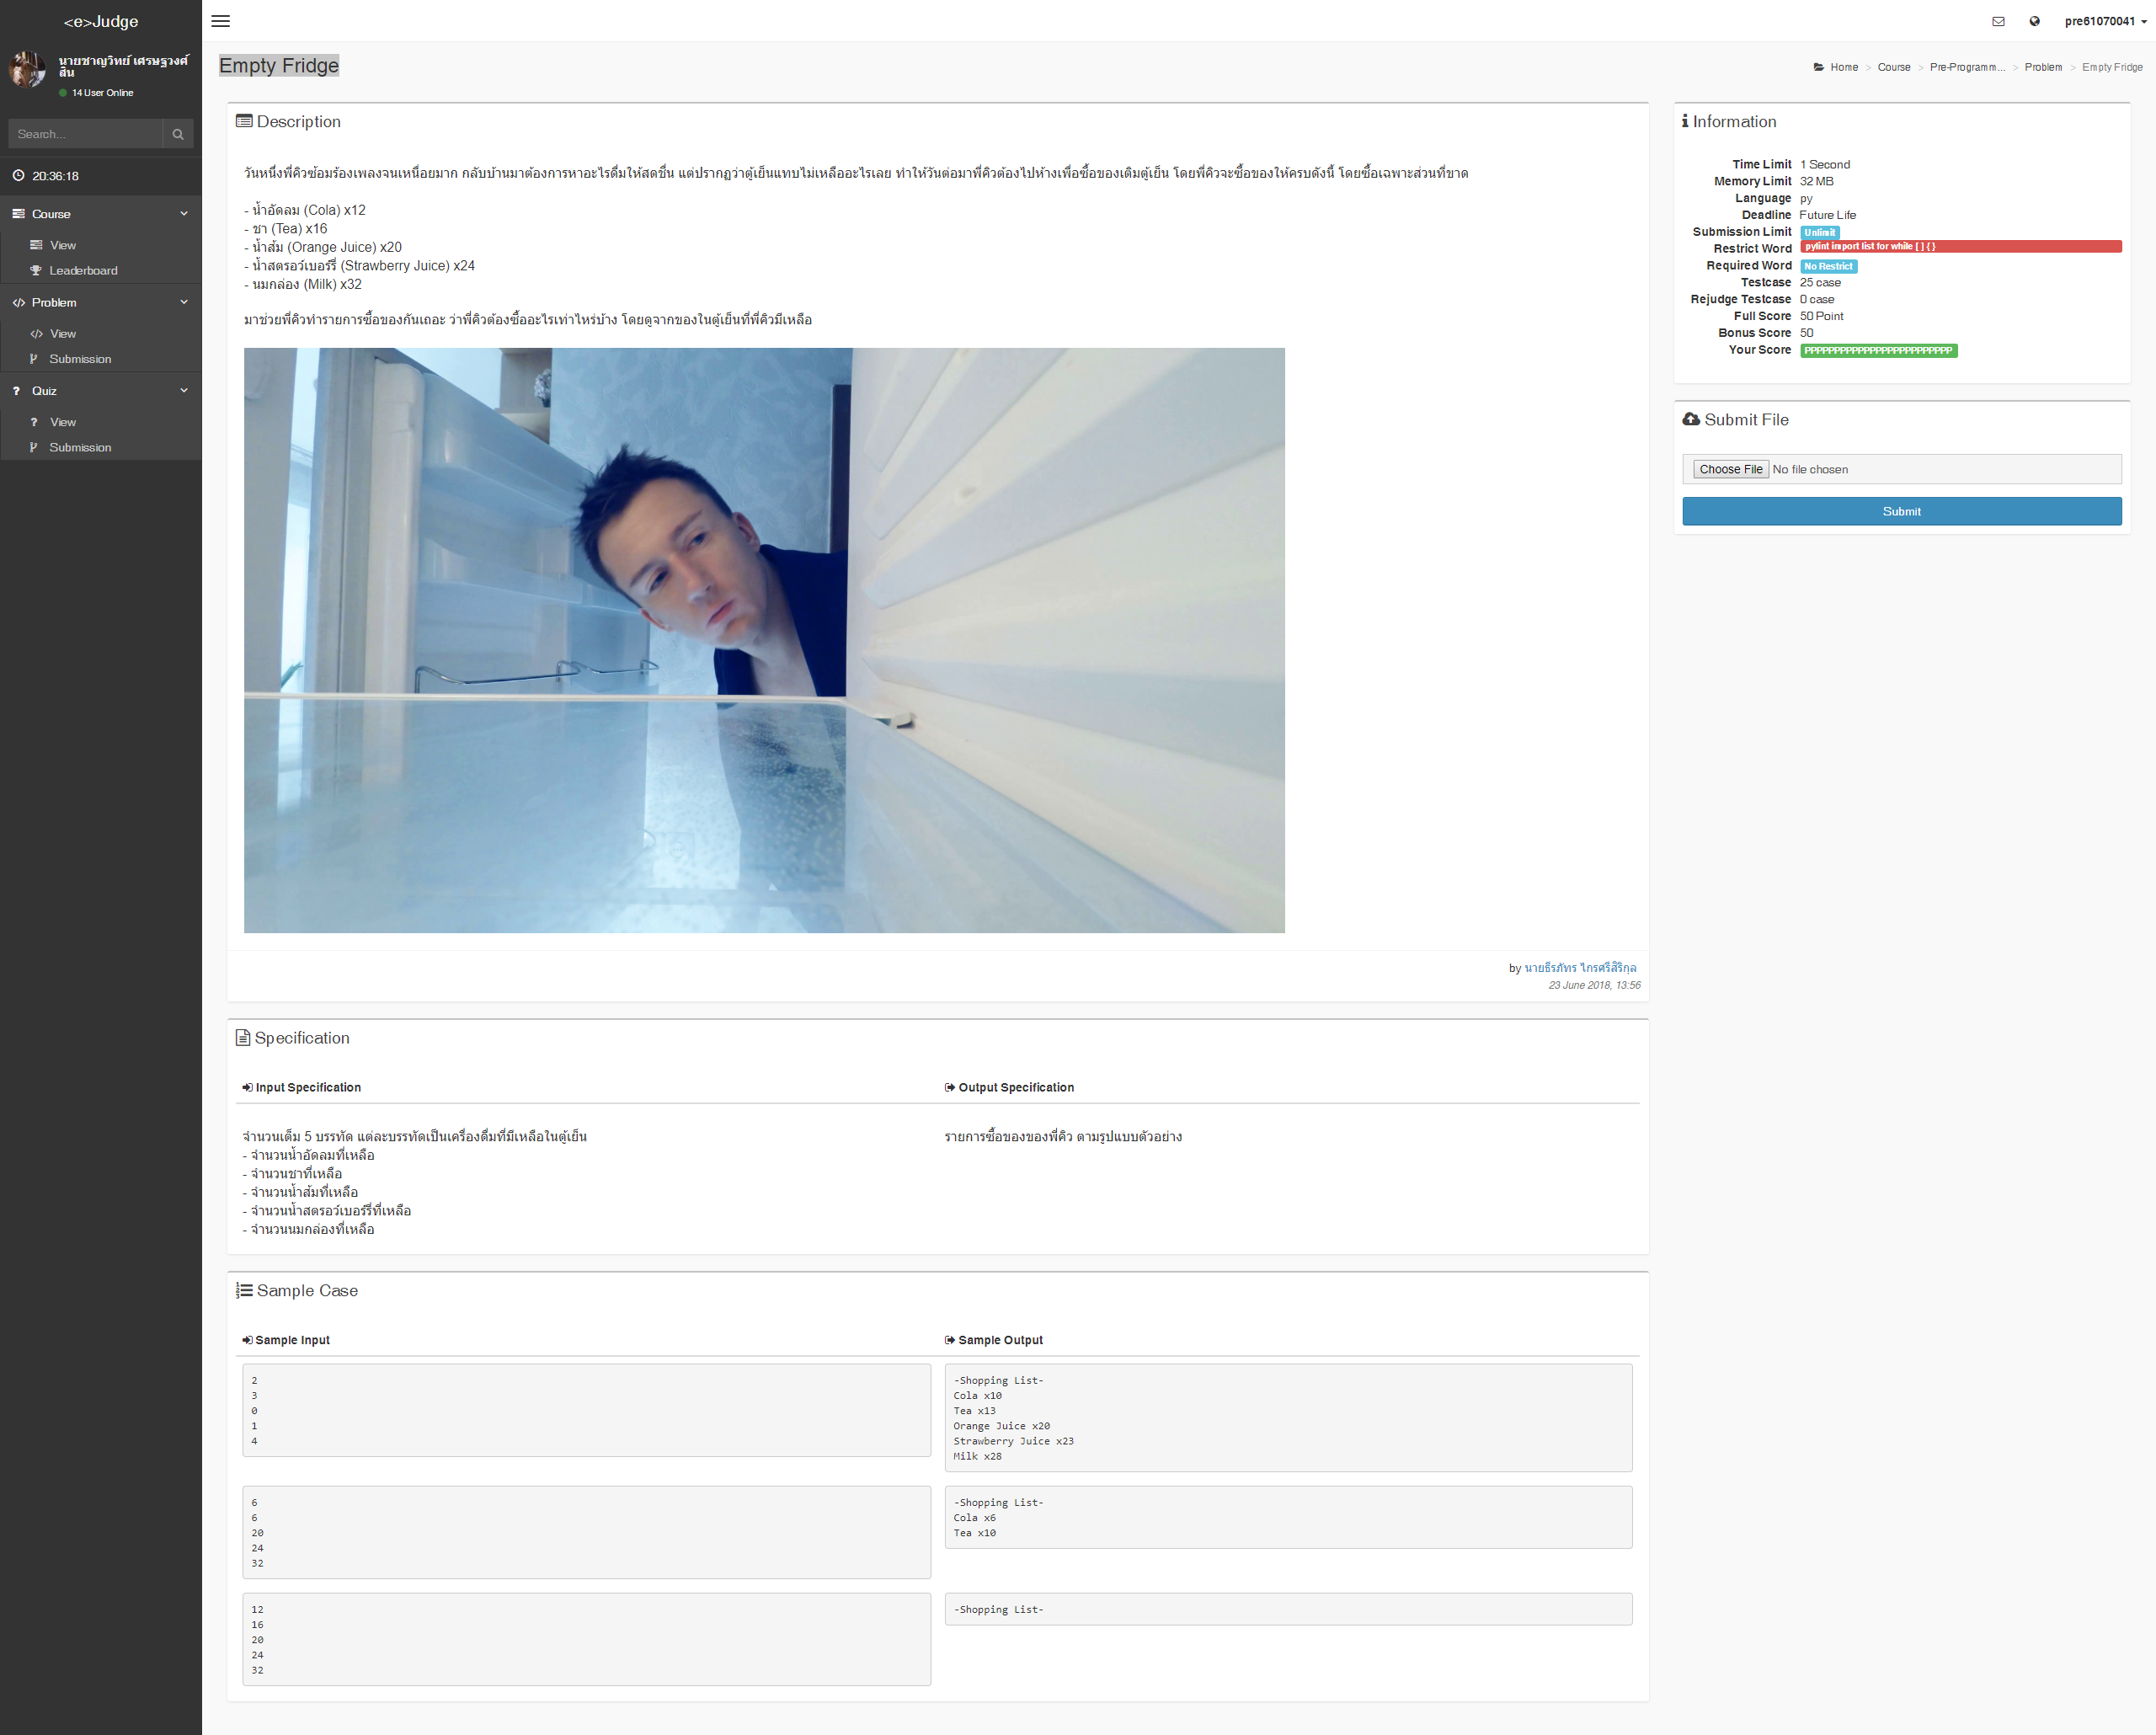 <e>Judge
pre61070041
นายชาญวิทย์ เศรษฐวงศ์
สิน
14 User Online
Search...
20:36:18
Course
View
Leaderboard
Problem
View
Submission
Quiz
View
Submission
Empty Fridge
Home > Course > Pre-Programm... > Problem > Empty Fridge
Description
วันหนึ่งพี่คิวซ้อมร้องเพลงจนเหนื่อยมาก กลับบ้านมาต้องการหาอะไรดื่มให้สดชื่น แต่ปรากฏว่าตู้เย็นแทบไม่เหลืออะไรเลย ทำให้วันต่อมาพี่คิวต้องไปห้างเพื่อซื้อของเติมตู้เย็น โดยพี่คิวจะซื้อของให้ครบดังนี้ โดยซื้อเฉพาะส่วนที่ขาด
- น้ำอัดลม (Cola) x12
- ชา (Tea) x16
- น้ำส้ม (Orange Juice) x20
- น้ำสตรอว์เบอร์รี่ (Strawberry Juice) x24
- นมกล่อง (Milk) x32
มาช่วยพี่คิวทำรายการซื้อของกันเถอะ ว่าพี่คิวต้องซื้ออะไรเท่าไหร่บ้าง โดยดูจากของในตู้เย็นที่พี่คิวมีเหลือ
by นายธีรภัทร ไกรศรีสิริกุล
23 June 2018, 13:56
Information
Time Limit 1 Second
Memory Limit 32 MB
Language py
Deadline Future Life
Submission Limit Unlimit
Restrict Word pylint import list for while [ ] { }
Required Word No Restrict
Testcase 25 case
Rejudge Testcase 0 case
Full Score 50 Point
Bonus Score 50
Your Score PPPPPPPPPPPPPPPPPPPPPPPPP
Submit File
Choose File No file chosen
Submit
Specification
Input Specification
จำนวนเต็ม 5 บรรทัด แต่ละบรรทัดเป็นเครื่องดื่มที่มีเหลือในตู้เย็น
- จำนวนน้ำอัดลมที่เหลือ
- จำนวนชาที่เหลือ
- จำนวนน้ำส้มที่เหลือ
- จำนวนน้ำสตรอว์เบอร์รี่ที่เหลือ
- จำนวนนมกล่องที่เหลือ
Output Specification
รายการซื้อของของพี่คิว ตามรูปแบบตัวอย่าง
Sample Case
Sample Input
Sample Output
2
3
0
1
4
-Shopping List-
Cola x10
Tea x13
Orange Juice x20
Strawberry Juice x23
Milk x28
6
6
20
24
32
-Shopping List-
Cola x6
Tea x10
12
16
20
24
32
-Shopping List-